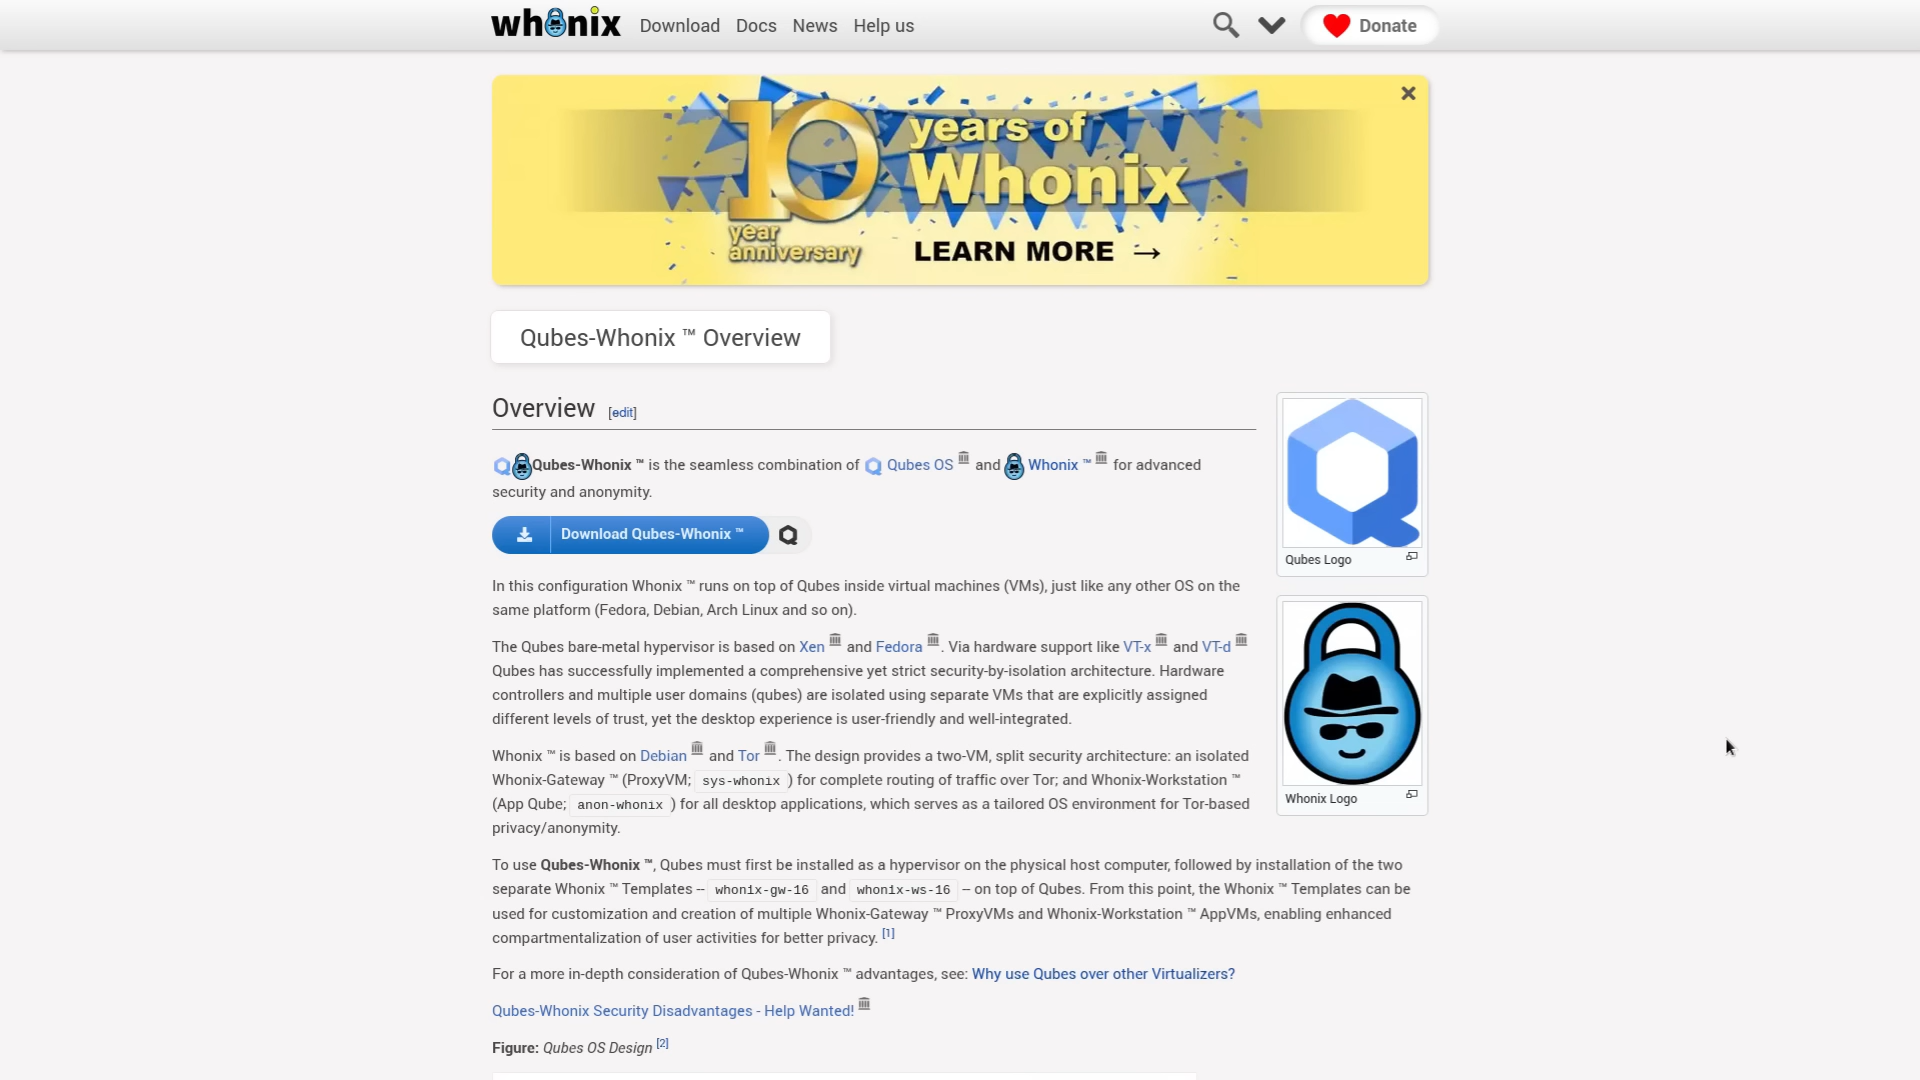 whonix Download Docs News Help us Donate
years of
10 Whonix
year
anniversary
LEARN MORE →
Qubes-Whonix ™ Overview
Overview [edit]
Qubes-Whonix ™ is the seamless combination of Qubes OS and Whonix ™ for advanced
security and anonymity.
Download Qubes-Whonix ™
In this configuration Whonix ™ runs on top of Qubes inside virtual machines (VMs), just like any other OS on the
same platform (Fedora, Debian, Arch Linux and so on).
The Qubes bare-metal hypervisor is based on Xen and Fedora . Via hardware support like VT-x and VT-d
Qubes has successfully implemented a comprehensive yet strict security-by-isolation architecture. Hardware
controllers and multiple user domains (qubes) are isolated using separate VMs that are explicitly assigned
different levels of trust, yet the desktop experience is user-friendly and well-integrated.
Whonix ™ is based on Debian and Tor . The design provides a two-VM, split security architecture: an isolated
Whonix-Gateway ™ (ProxyVM; sys-whonix ) for complete routing of traffic over Tor; and Whonix-Workstation ™
(App Qube; anon-whonix ) for all desktop applications, which serves as a tailored OS environment for Tor-based
privacy/anonymity.
To use Qubes-Whonix ™, Qubes must first be installed as a hypervisor on the physical host computer, followed by installation of the two
separate Whonix ™ Templates -- whonix-gw-16 and whonix-ws-16 -- on top of Qubes. From this point, the Whonix ™ Templates can be
used for customization and creation of multiple Whonix-Gateway ™ ProxyVMs and Whonix-Workstation ™ AppVMs, enabling enhanced
compartmentalization of user activities for better privacy. [1]
For a more in-depth consideration of Qubes-Whonix ™ advantages, see: Why use Qubes over other Virtualizers?
Qubes-Whonix Security Disadvantages - Help Wanted!
Figure: Qubes OS Design [2]
Qubes Logo
Whonix Logo